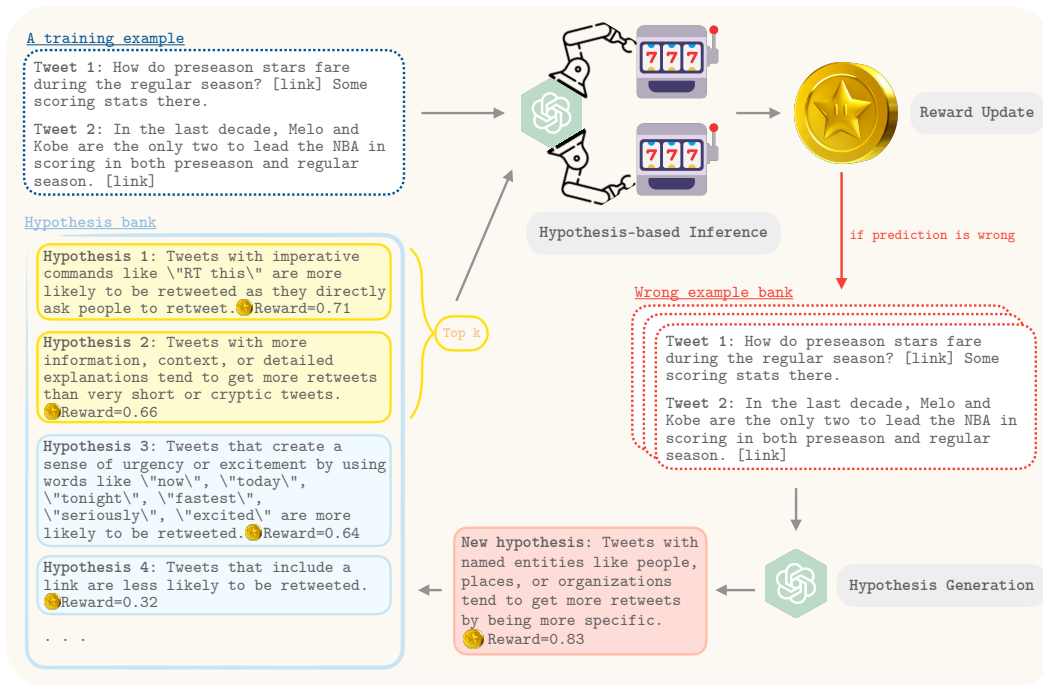 A training example
Tweet 1: How do preseason stars fare
during the regular season? [link] Some
scoring stats there.
Tweet 2: In the last decade, Melo and
Kobe are the only two to lead the NBA in
scoring in both preseason and regular
season. [link]
777
777
Hypothesis-based Inference
Reward Update
if prediction is wrong
Hypothesis bank
Hypothesis 1: Tweets with imperative
commands like \"RT this\" are more
likely to be retweeted as they directly
ask people to retweet. Reward=0.71
Hypothesis 2: Tweets with more
information, context, or detailed
explanations tend to get more retweets
than very short or cryptic tweets.
Reward=0.66
Top k
Hypothesis 3: Tweets that create a
sense of urgency or excitement by using
words like \"now\", \"today\",
\"tonight\", \"fastest\",
\"seriously\", \"excited\" are more
likely to be retweeted. Reward=0.64
Hypothesis 4: Tweets that include a
link are less likely to be retweeted.
Reward=0.32
. . .
Wrong example bank
Tweet 1: How do preseason stars fare
during the regular season? [link] Some
scoring stats there.
Tweet 2: In the last decade, Melo and
Kobe are the only two to lead the NBA in
scoring in both preseason and regular
season. [link]
Hypothesis Generation
New hypothesis: Tweets with
named entities like people,
places, or organizations
tend to get more retweets
by being more specific.
Reward=0.83